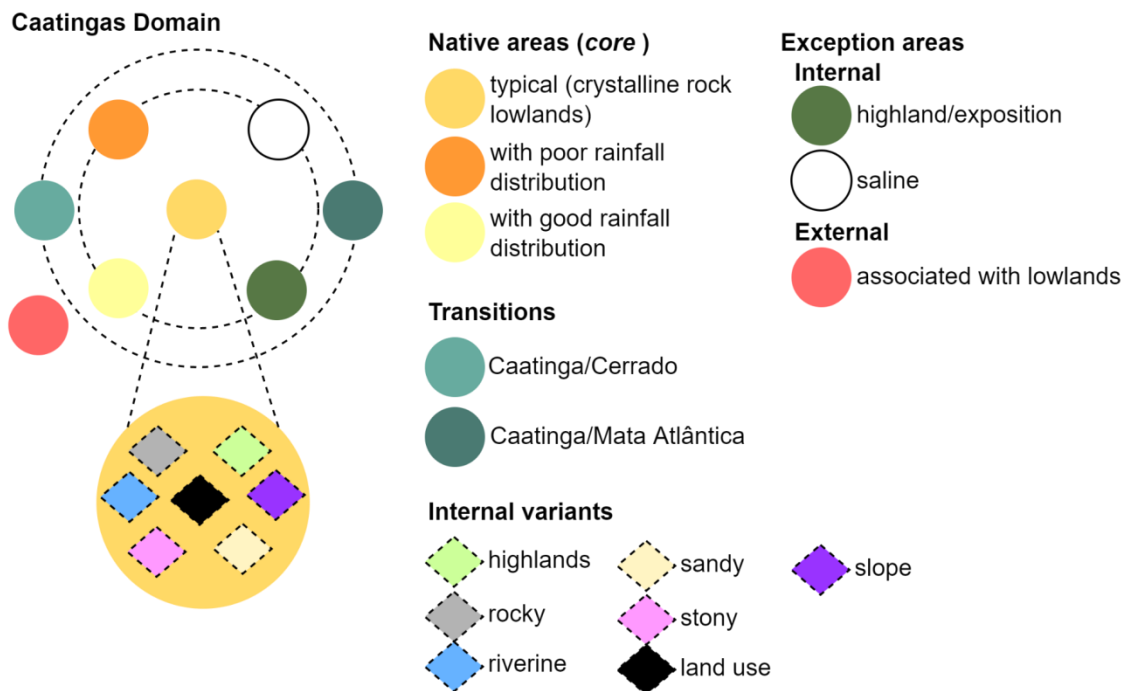 Caatingas Domain
Native areas (core )
typical (crystalline rock
lowlands)
with poor rainfall
distribution
with good rainfall
distribution
Transitions
Caatinga/Cerrado
Caatinga/Mata Atlântica
Internal variants
highlands
rocky
riverine
sandy
stony
land use
slope
Exception areas
Internal
highland/exposition
saline
External
associated with lowlands